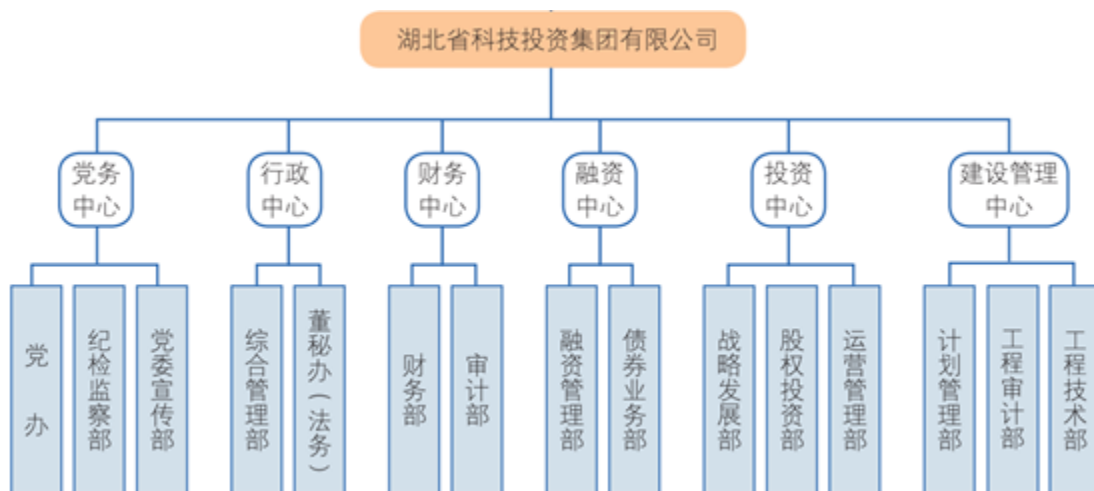 湖北省科技投资集团有限公司
党务
中心
行政
中心
财务
中心
融资
中心
投资
中心
建设管理
中心
党办
纪检监察部
党委宣传部
综合管理部
董秘办(法务)
财务部
审计部
融资管理部
债券业务部
战略发展部
股权投资部
运营管理部
计划管理部
工程审计部
工程技术部